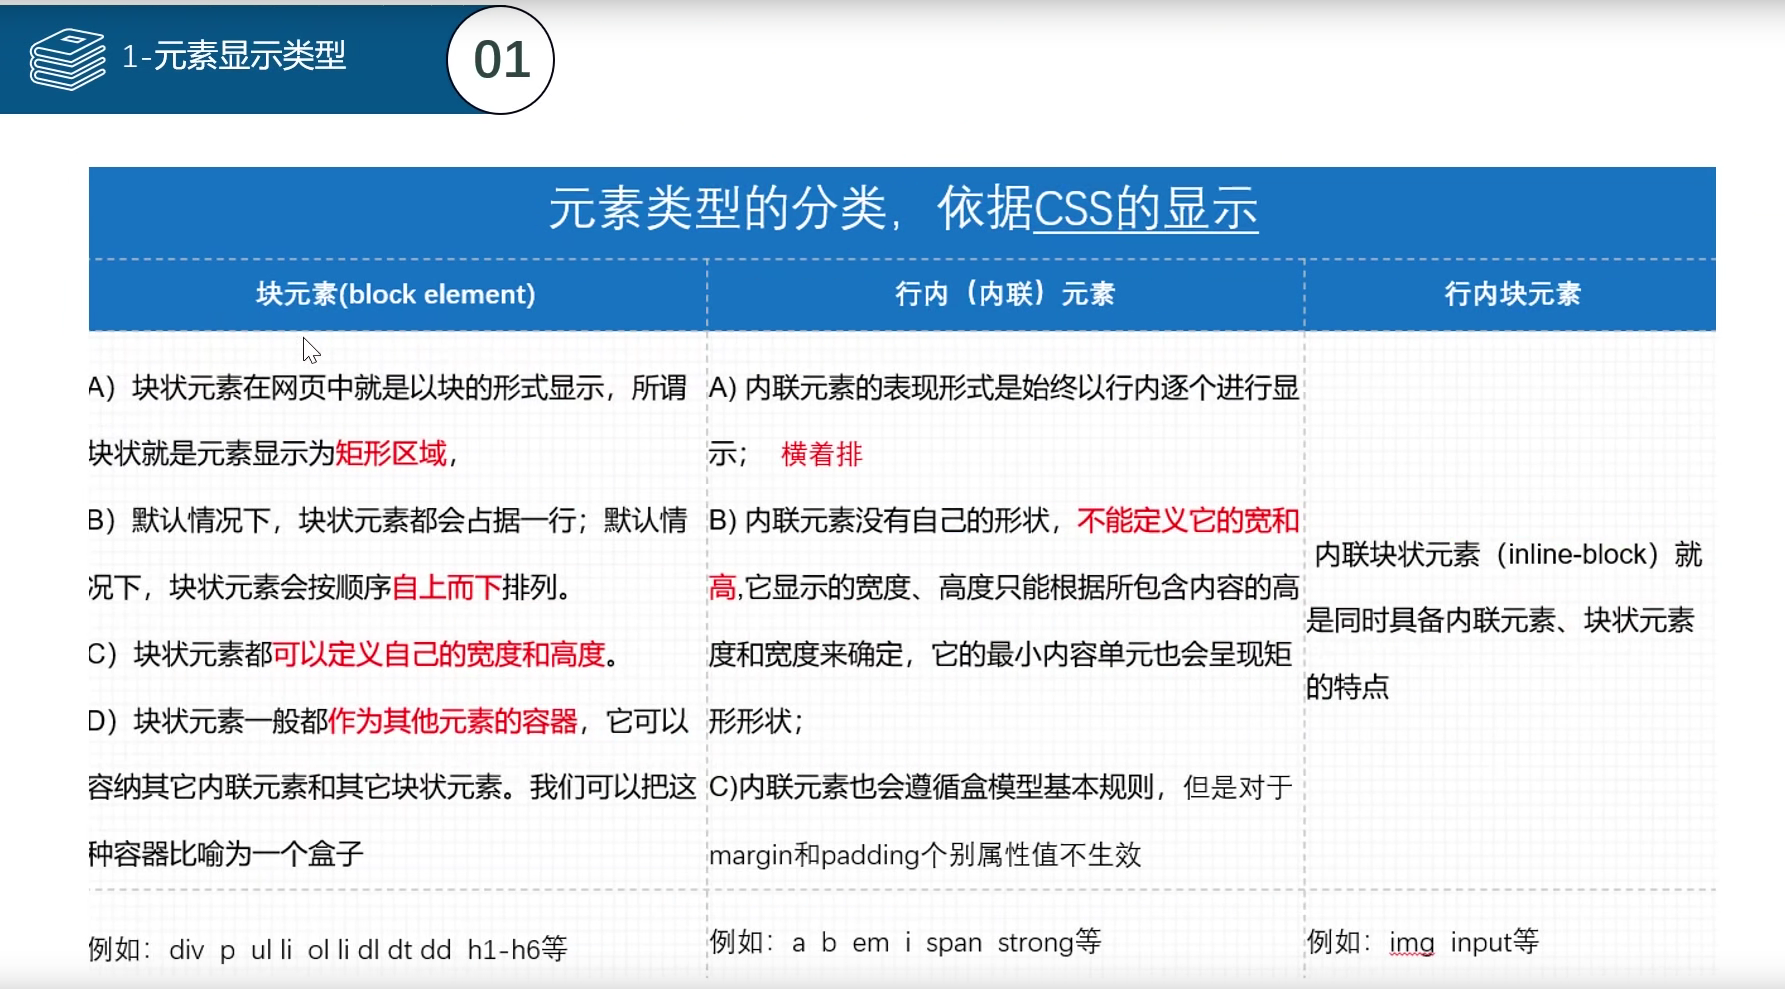 1-元素显示类型
01
元素类型的分类，依据CSS的显示
块元素(block element)
行内（内联）元素
行内块元素
A）块状元素在网页中就是以块的形式显示，所谓
块状就是元素显示为矩形区域，
B）默认情况下，块状元素都会占据一行；默认情
况下，块状元素会按顺序自上而下排列。
C）块状元素都可以定义自己的宽度和高度。
D）块状元素一般都作为其他元素的容器，它可以
容纳其它内联元素和其它块状元素。我们可以把这
种容器比喻为一个盒子
A) 内联元素的表现形式是始终以行内逐个进行显
示； 横着排
B) 内联元素没有自己的形状，不能定义它的宽和
高,它显示的宽度、高度只能根据所包含内容的高
度和宽度来确定，它的最小内容单元也会呈现矩
形形状；
C)内联元素也会遵循盒模型基本规则，但是对于
margin和padding个别属性值不生效
内联块状元素（inline-block）就
是同时具备内联元素、块状元素
的特点
例如：div p ul li ol li dl dt dd h1-h6等
例如：a b em i span strong等
例如：img input等